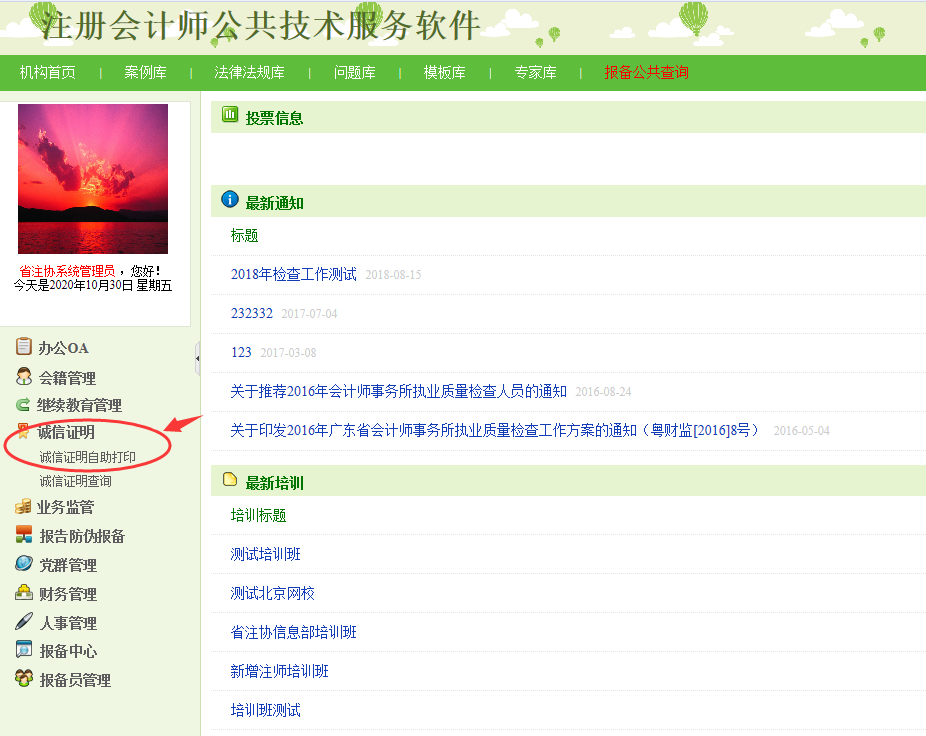 注册会计师公共技术服务软件
机构首页 | 案例库 | 法律法规库 | 问题库 | 模板库 | 专家库 | 报备公共查询
省注协系统管理员，您好！
今天是2020年10月30日 星期五
办公OA
会籍管理
继续教育管理
诚信证明
诚信证明自助打印
诚信证明查询
业务监管
报告防伪报备
党群管理
财务管理
人事管理
报备中心
报备员管理
投票信息
最新通知
标题
2018年检查工作测试 2018-08-15
232332 2017-07-04
123 2017-03-08
关于推荐2016年会计师事务所执业质量检查人员的通知 2016-08-24
关于印发2016年广东省会计师事务所执业质量检查工作方案的通知（粤财监[2016]8号） 2016-05-04
最新培训
培训标题
测试培训班
测试北京网校
省注协信息部培训班
新增注师培训班
培训班测试